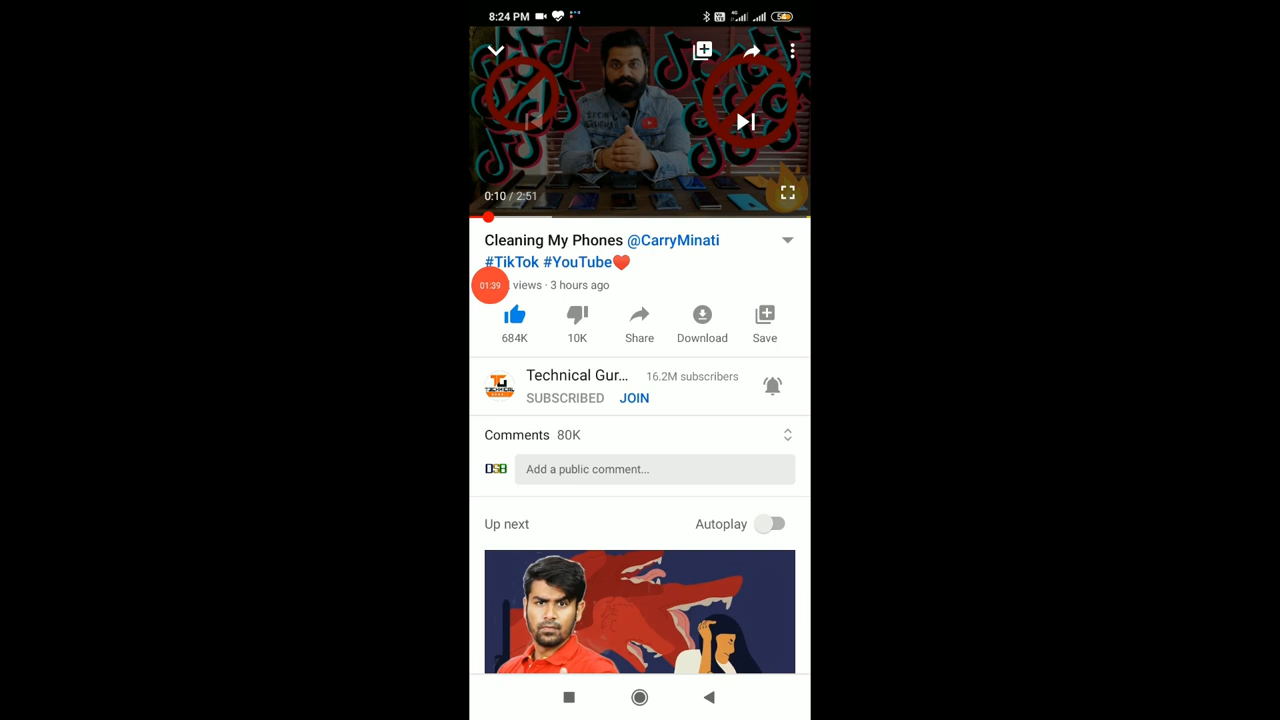 8:24 PM
54
0:10 / 2:51
Cleaning My Phones @CarryMinati
#TikTok #YouTube❤️
views · 3 hours ago
01:39
684K
10K
Share
Download
Save
Technical Gur... 16.2M subscribers
SUBSCRIBED JOIN
Comments 80K
DSB
Add a public comment...
Up next
Autoplay